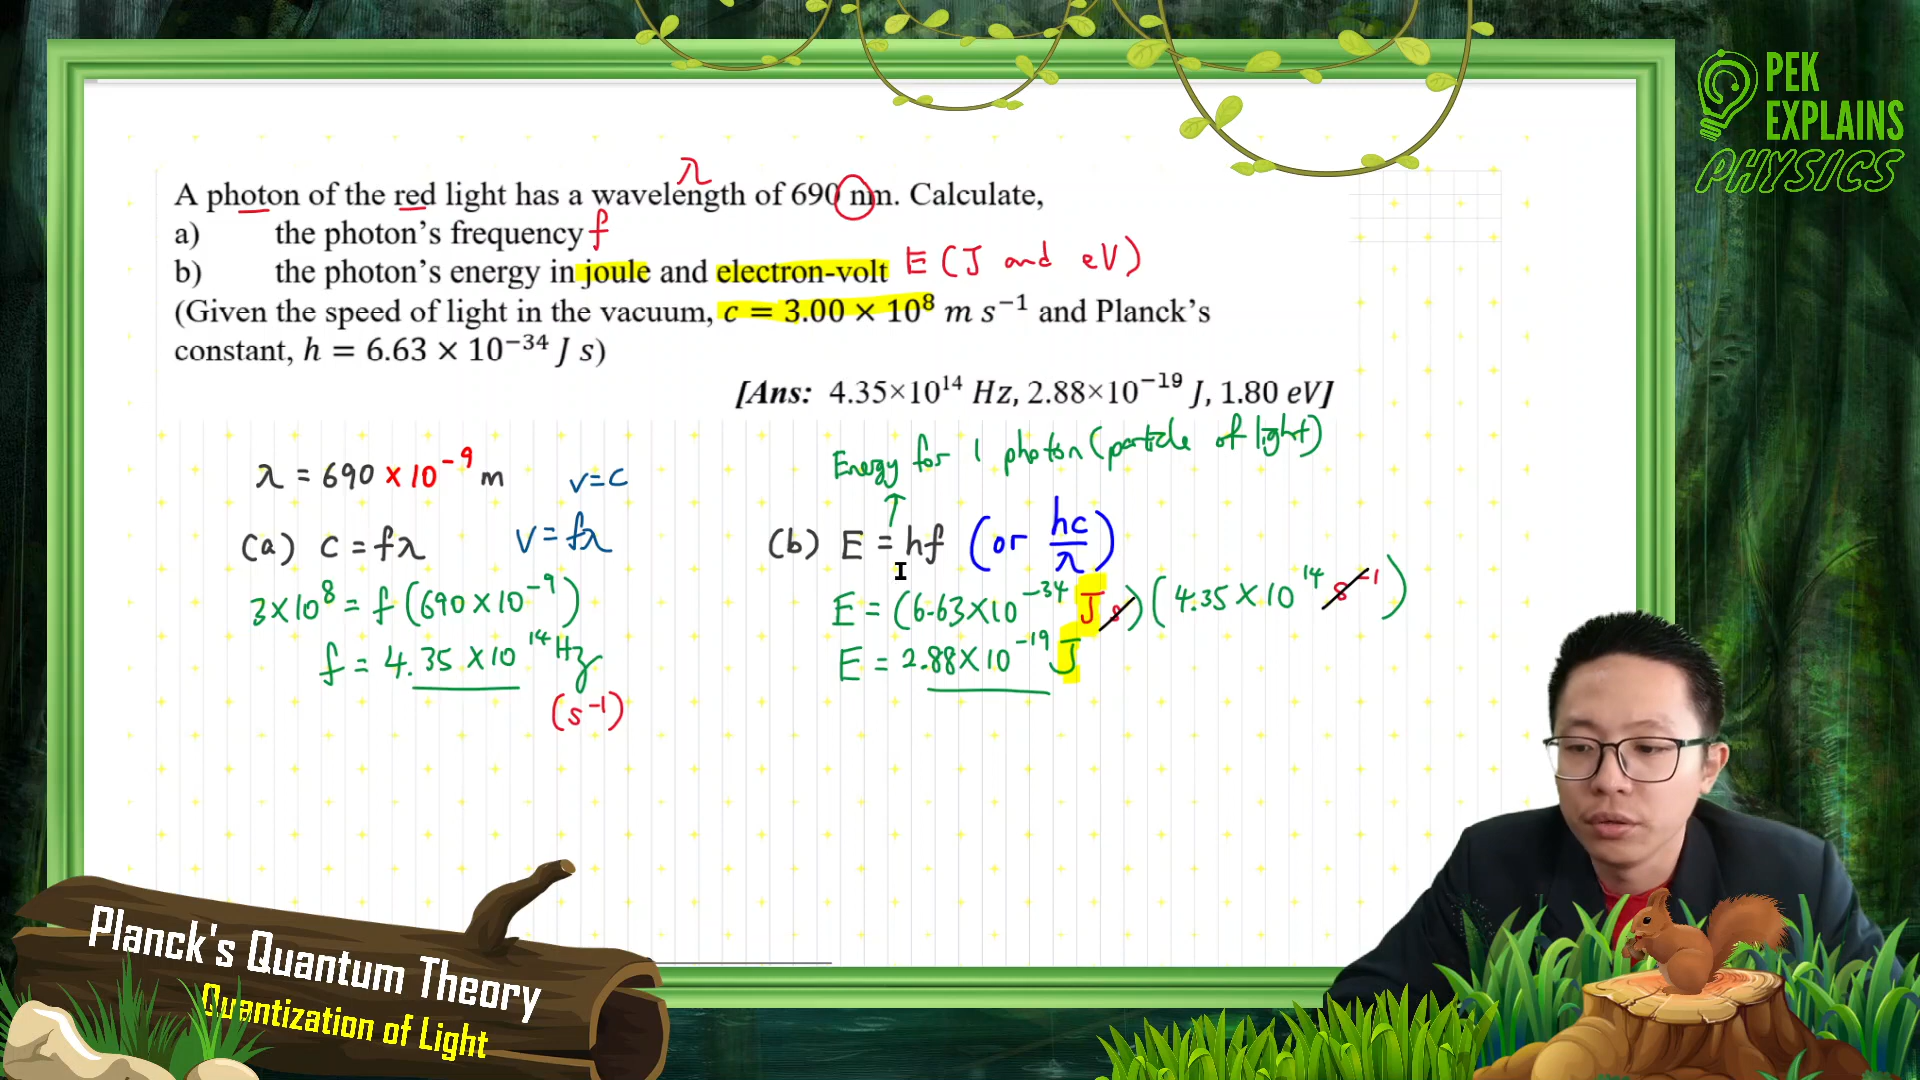 PEK
EXPLAINS
PHYSICS
λ
A photon of the red light has a wavelength of 690 nm. Calculate,
a) the photon's frequency f
b) the photon's energy in joule and electron-volt E (J and eV)
(Given the speed of light in the vacuum, c = 3.00 × 10⁸ m s⁻¹ and Planck's
constant, h = 6.63 × 10⁻³⁴ J s)
[Ans: 4.35×10¹⁴ Hz, 2.88×10⁻¹⁹ J, 1.80 eV]
λ = 690 ×10⁻⁹ m
v=c
(a) c = fλ
v = fλ
3×10⁸ = f (690×10⁻⁹)
f = 4.35 ×10¹⁴ Hz
(s⁻¹)
Energy for 1 photon (particle of light)
↑
(b) E = hf (or hc/λ)
E = (6.63×10⁻³⁴ J s) (4.35×10¹⁴ s⁻¹)
E = 2.88×10⁻¹⁹ J
Planck's Quantum Theory
Quantization of Light